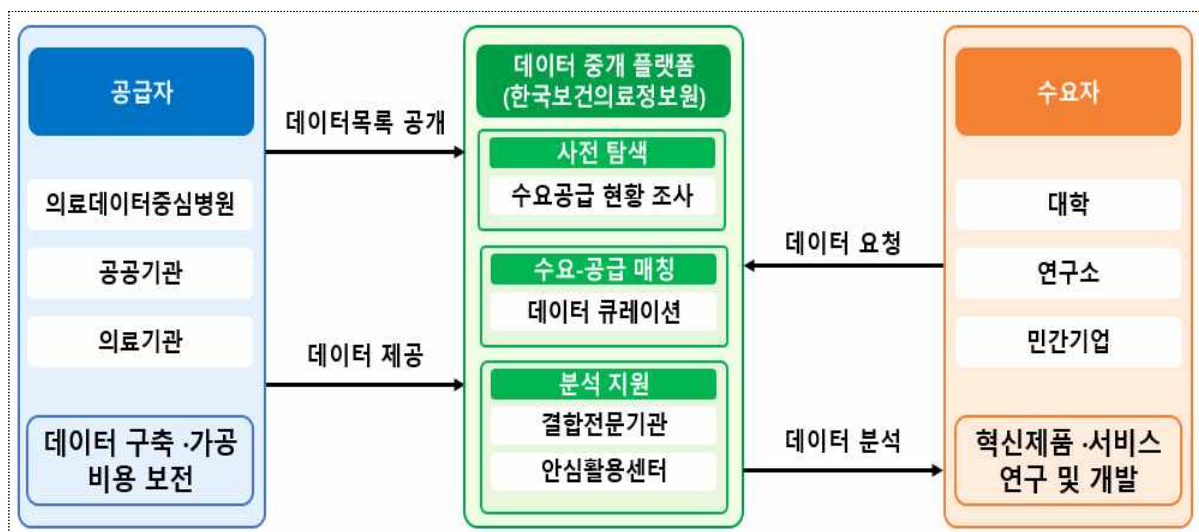 공급자
의료데이터중심병원
공공기관
의료기관
데이터 구축 ·가공
비용 보전
데이터목록 공개
데이터 제공
데이터 중개 플랫폼
(한국보건의료정보원)
사전 탐색
수요공급 현황 조사
수요-공급 매칭
데이터 큐레이션
분석 지원
결합전문기관
안심활용센터
데이터 요청
데이터 분석
수요자
대학
연구소
민간기업
혁신제품 ·서비스
연구 및 개발